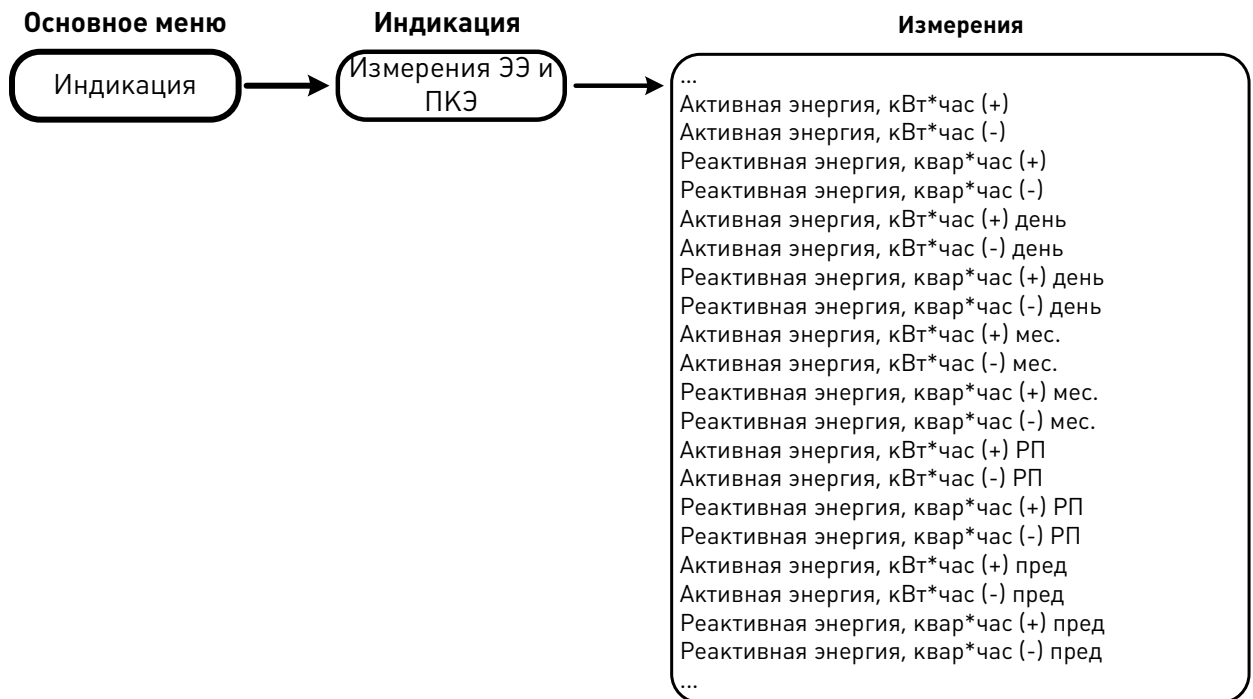 Основное меню
Индикация
Измерения
Индикация
Измерения ЭЭ и
ПКЭ
...
Активная энергия, кВт*час (+)
Активная энергия, кВт*час (-)
Реактивная энергия, квар*час (+)
Реактивная энергия, квар*час (-)
Активная энергия, кВт*час (+) день
Активная энергия, кВт*час (-) день
Реактивная энергия, квар*час (+) день
Реактивная энергия, квар*час (-) день
Активная энергия, кВт*час (+) мес.
Активная энергия, кВт*час (-) мес.
Реактивная энергия, квар*час (+) мес.
Реактивная энергия, квар*час (-) мес.
Активная энергия, кВт*час (+) РП
Активная энергия, кВт*час (-) РП
Реактивная энергия, квар*час (+) РП
Реактивная энергия, квар*час (-) РП
Активная энергия, кВт*час (+) пред
Активная энергия, кВт*час (-) пред
Реактивная энергия, квар*час (+) пред
Реактивная энергия, квар*час (-) пред
...